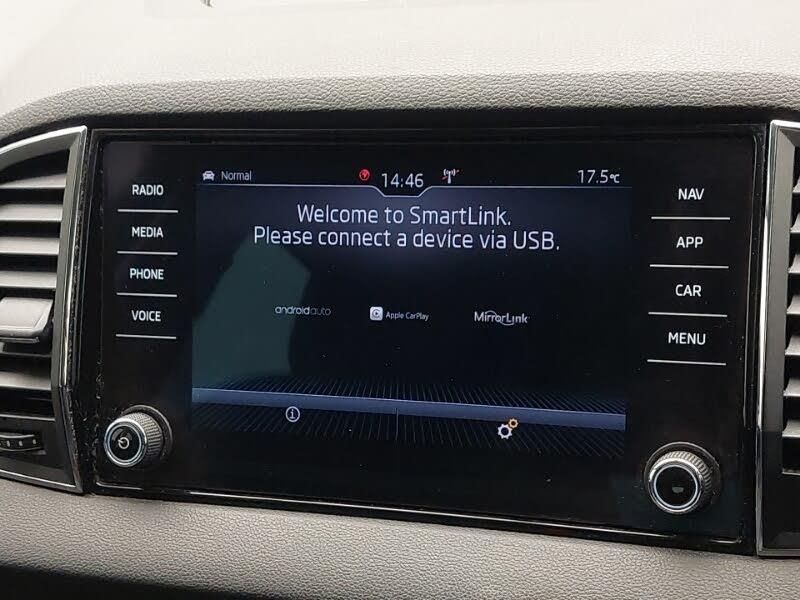 Normal 14:46 17.5°C
Welcome to SmartLink.
Please connect a device via USB.
androidauto Apple CarPlay MirrorLink
RADIO
MEDIA
PHONE
VOICE
NAV
APP
CAR
MENU